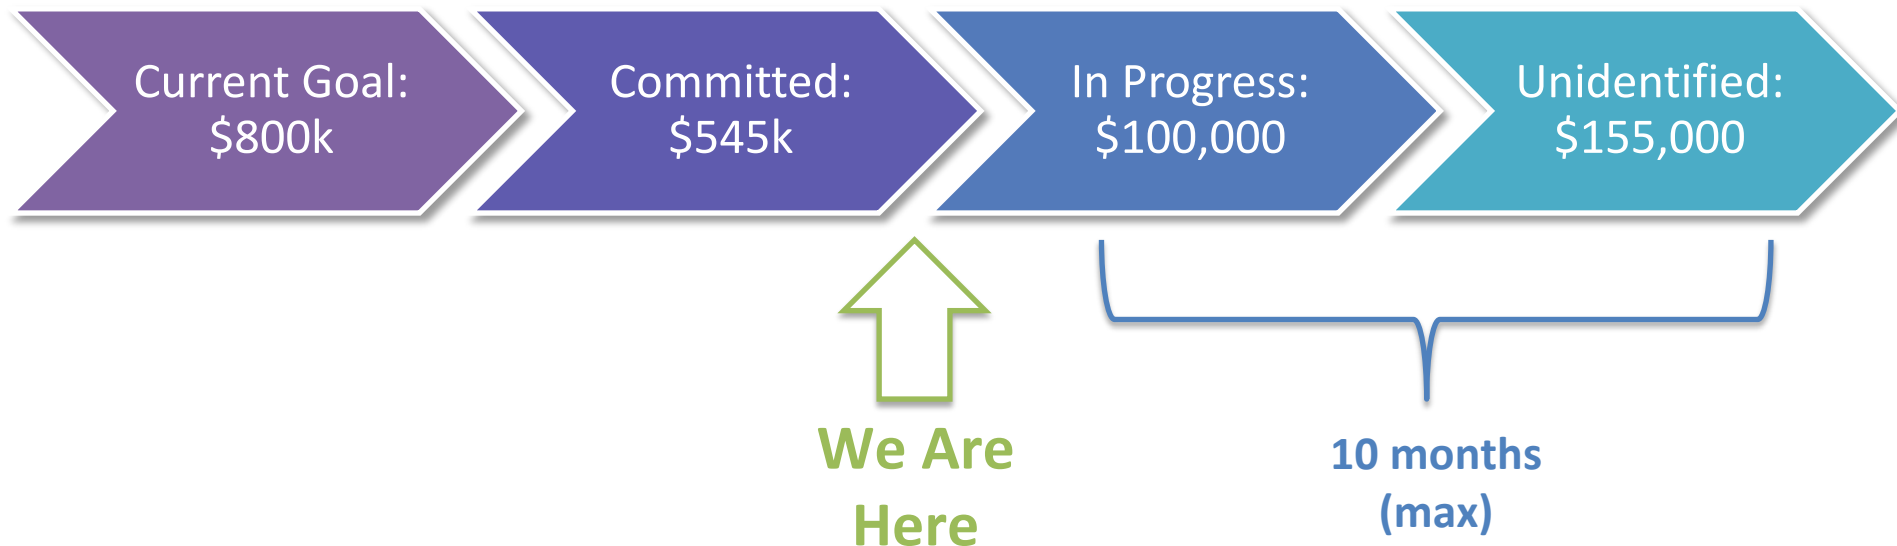 Current Goal:
$800k
Committed:
$545k
In Progress:
$100,000
Unidentified:
$155,000
We Are
Here
10 months
(max)